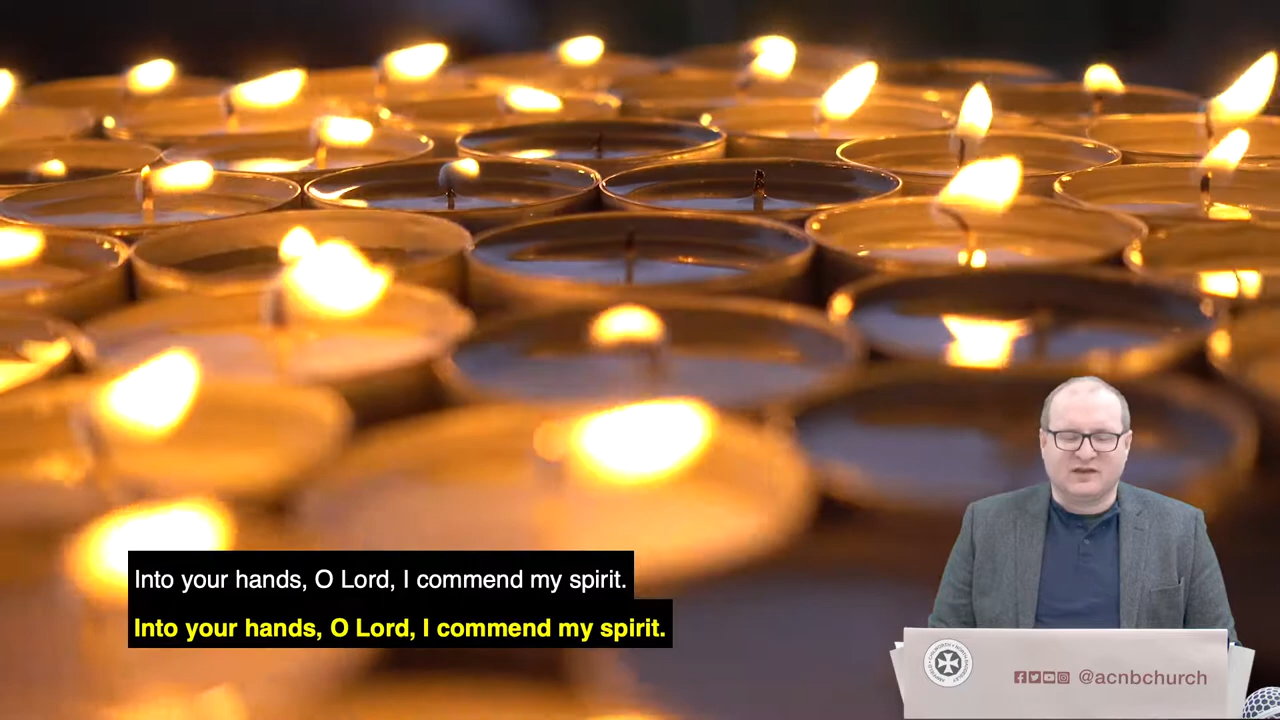 Into your hands, O Lord, I commend my spirit.
Into your hands, O Lord, I commend my spirit.
@acnbchurch